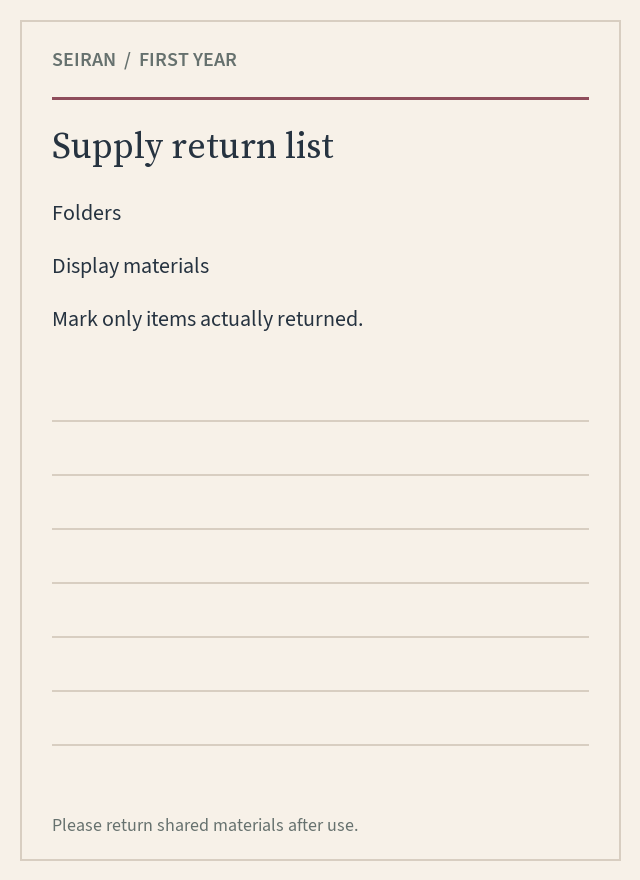 SEIRAN / FIRST YEAR
Supply return list
Folders
Display materials
Mark only items actually returned.
Please return shared materials after use.